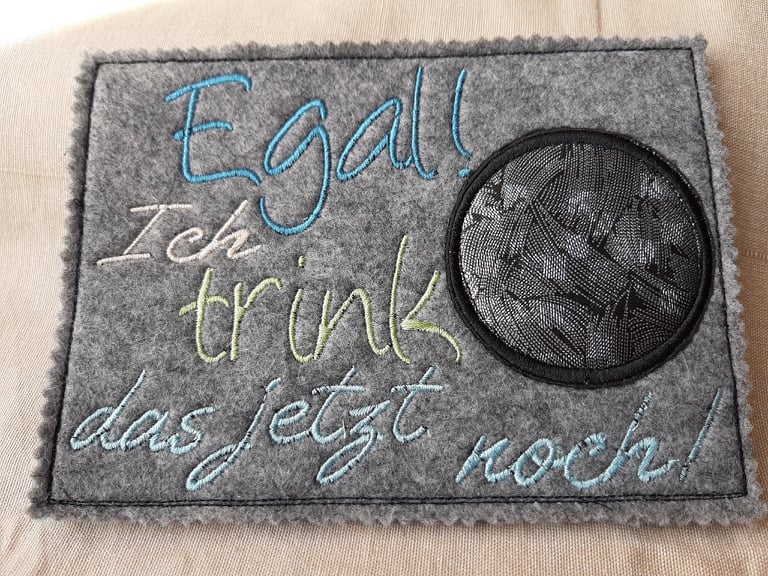 Egal!
Ich
trink
das jetzt noch!